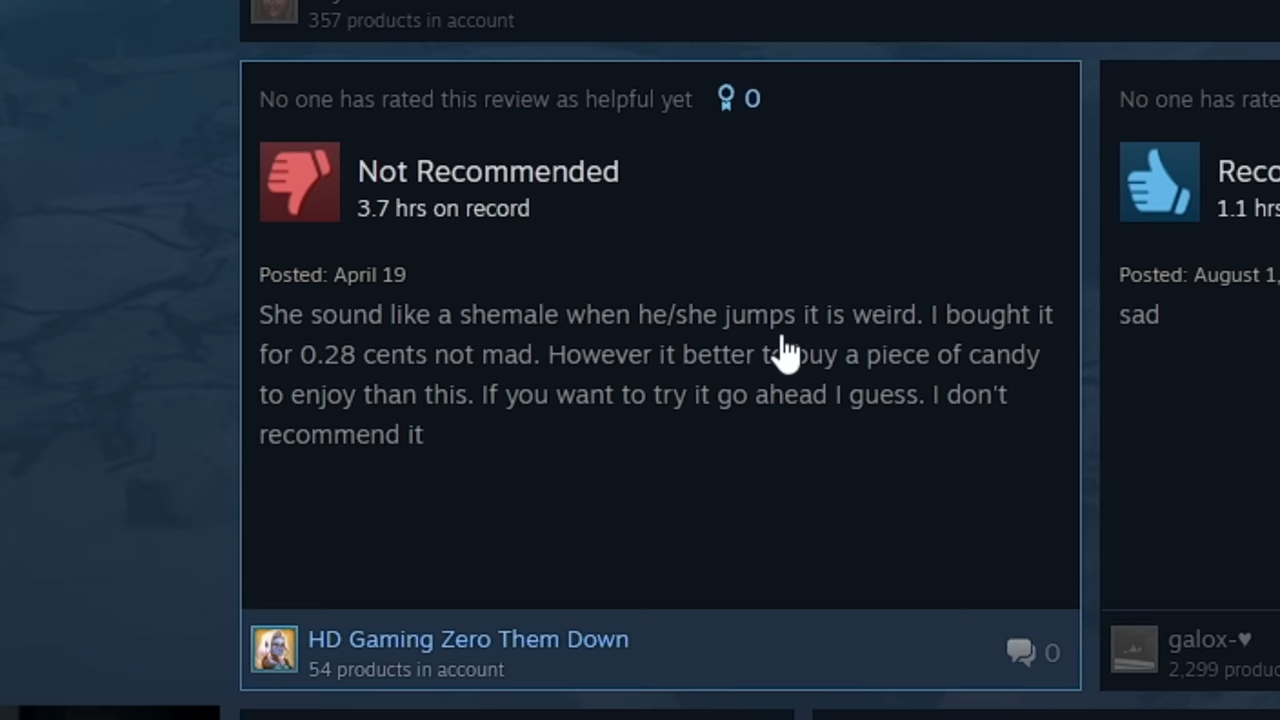 357 products in account
No one has rated this review as helpful yet 0
Not Recommended
3.7 hrs on record
Posted: April 19
She sound like a shemale when he/she jumps it is weird. I bought it
for 0.28 cents not mad. However it better to buy a piece of candy
to enjoy than this. If you want to try it go ahead I guess. I don't
recommend it
HD Gaming Zero Them Down
54 products in account
0
No one has rate
Reco
1.1 hrs
Posted: August 1,
sad
galox-♥
2,299 produc